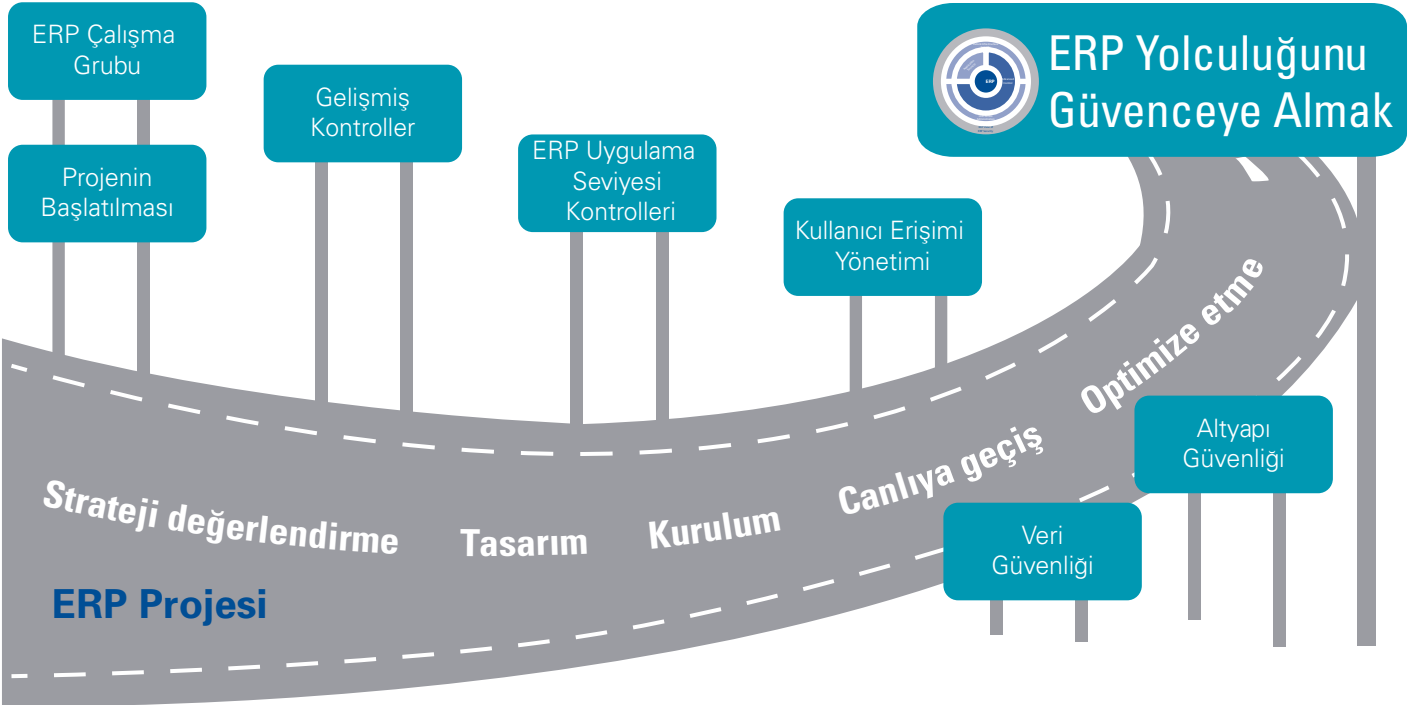 ERP Çalışma
Grubu
Projenin
Başlatılması
Gelişmiş
Kontroller
ERP Uygulama
Seviyesi
Kontrolleri
Kullanıcı Erişimi
Yönetimi
ERP
ERP Yolculuğunu
Güvenceye Almak
Strateji değerlendirme
Tasarım
Kurulum
Canlıya geçiş
Optimize etme
Altyapı
Güvenliği
Veri
Güvenliği
ERP Projesi